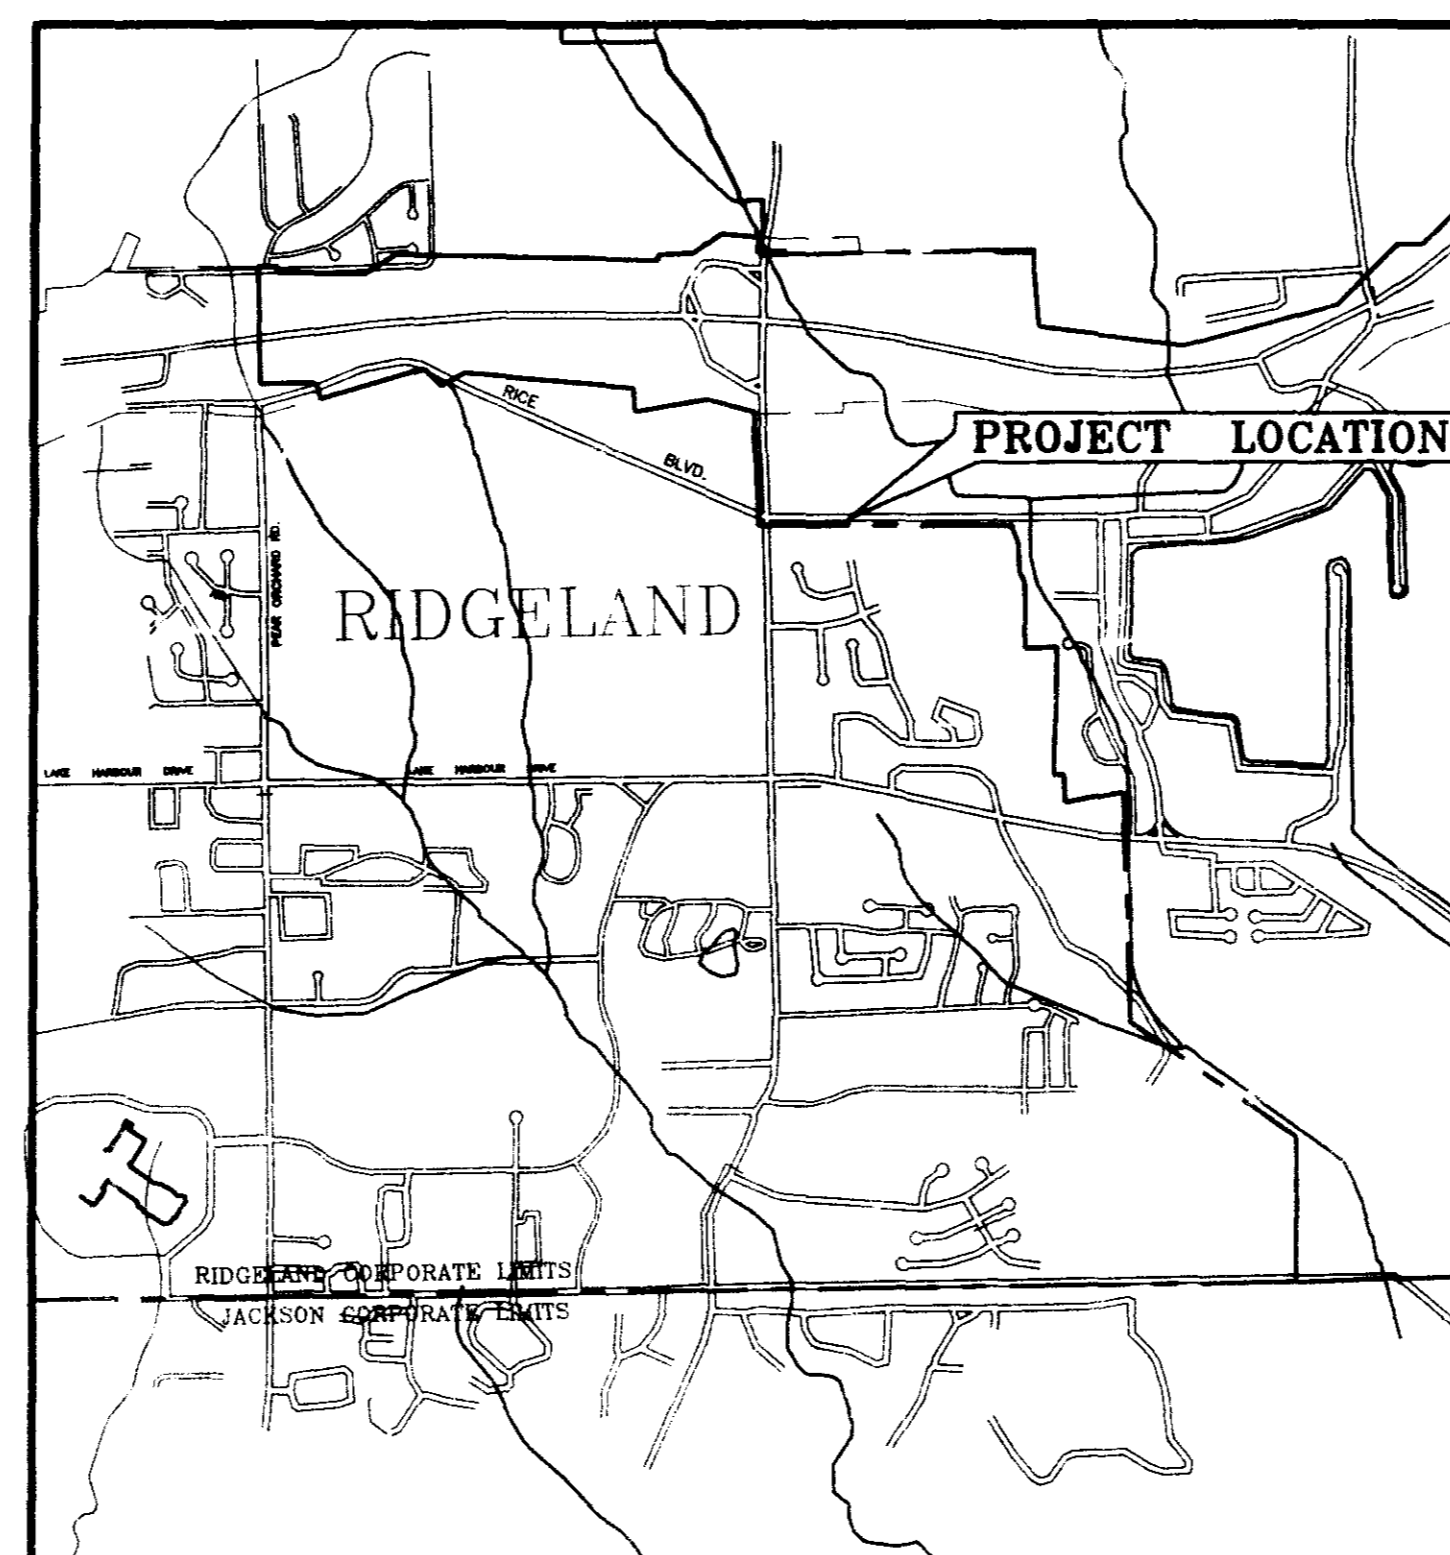 RICE
BLVD.
PROJECT LOCATION
PEAR ORCHARD RD.
RIDGELAND
LAKE HARBOUR DRIVE
LAKE HARBOUR DRIVE
RIDGELAND CORPORATE LIMITS
JACKSON CORPORATE LIMITS